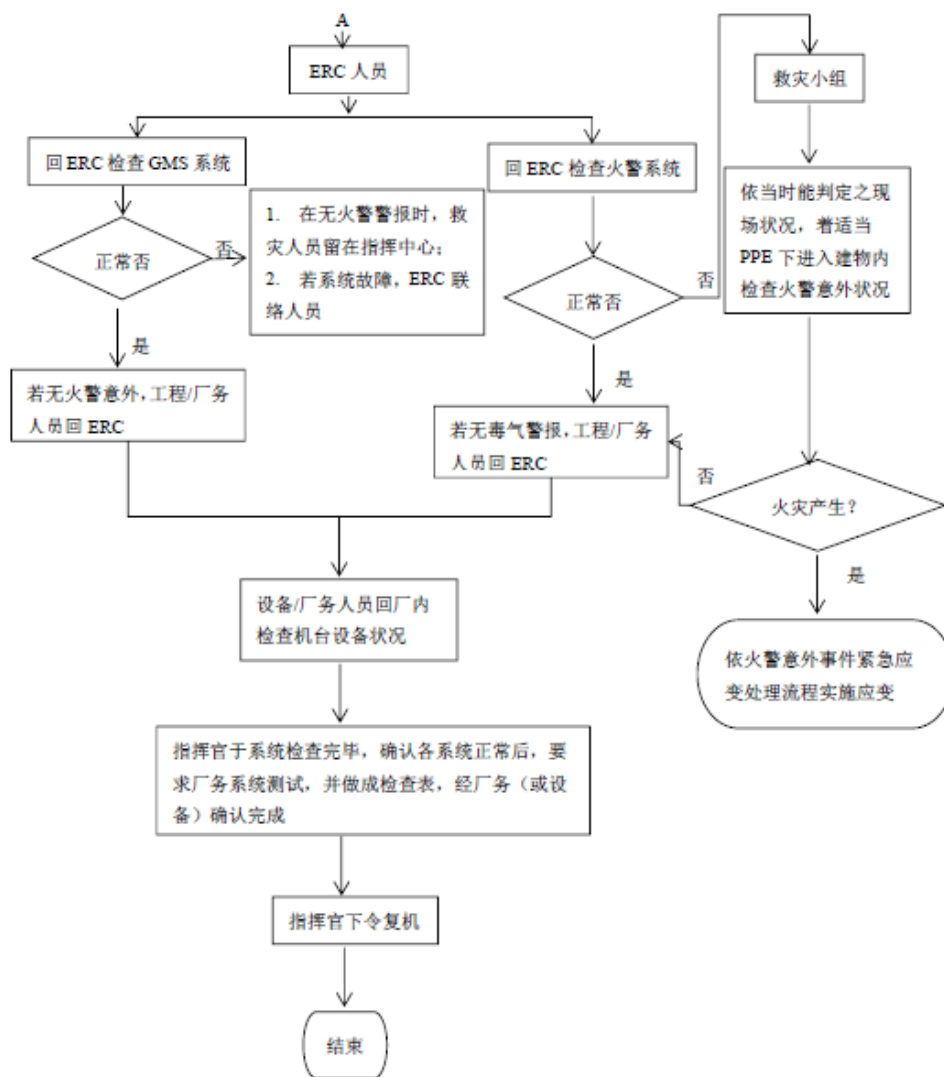 A
ERC 人员
救灾小组
回 ERC 检查 GMS 系统
回 ERC 检查火警系统
1. 在无火警警报时，救
灾人员留在指挥中心；
2. 若系统故障，ERC 联
络人员
依当时能判定之现
场状况，着适当
PPE 下进入建物内
检查火警意外状况
正常否
否
正常否
否
是
是
若无火警意外，工程/厂务
人员回 ERC
若无毒气警报，工程/厂务
人员回 ERC
否
火灾产生？
是
设备/厂务人员回厂内
检查机台设备状况
依火警意外事件紧急应
变处理流程实施应变
指挥官于系统检查完毕，确认各系统正常后，要
求厂务系统测试，并做成检查表，经厂务（或设
备）确认完成
指挥官下令复机
结束